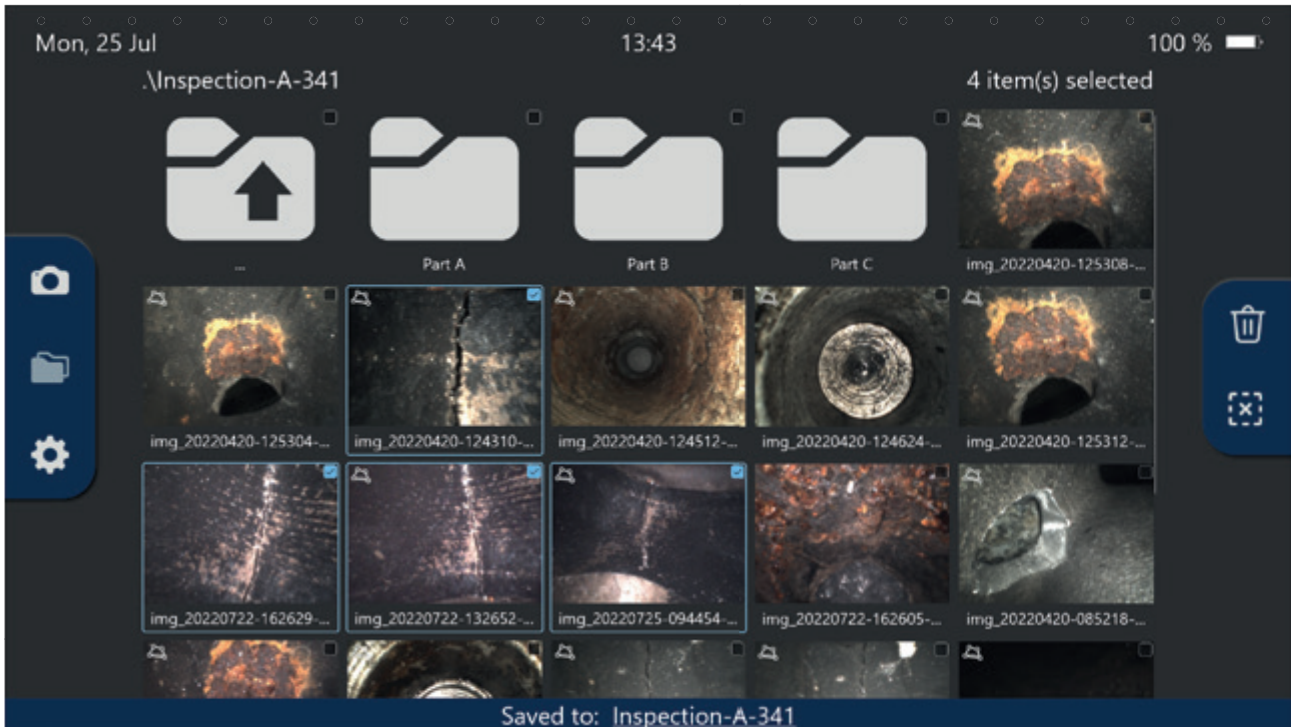 Mon, 25 Jul 13:43 100 %
.\Inspection-A-341 4 item(s) selected
... Part A Part B Part C img_20220420-125308-...
img_20220420-125304-... img_20220420-124310-... img_20220420-124512-... img_20220420-124624-... img_20220420-125312-...
img_20220722-162629-... img_20220722-132652-... img_20220725-094454-... img_20220722-162605-... img_20220420-085218-...
Saved to: Inspection-A-341